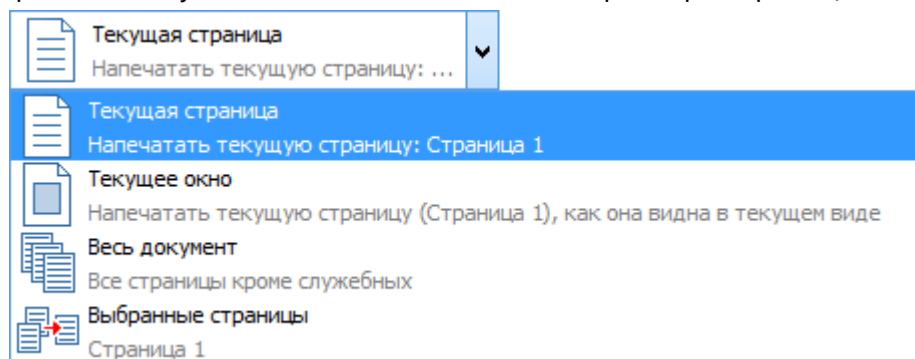 Текущая страница
Напечатать текущую страницу: ...
Текущая страница
Напечатать текущую страницу: Страница 1
Текущее окно
Напечатать текущую страницу (Страница 1), как она видна в текущем виде
Весь документ
Все страницы кроме служебных
Выбранные страницы
Страница 1